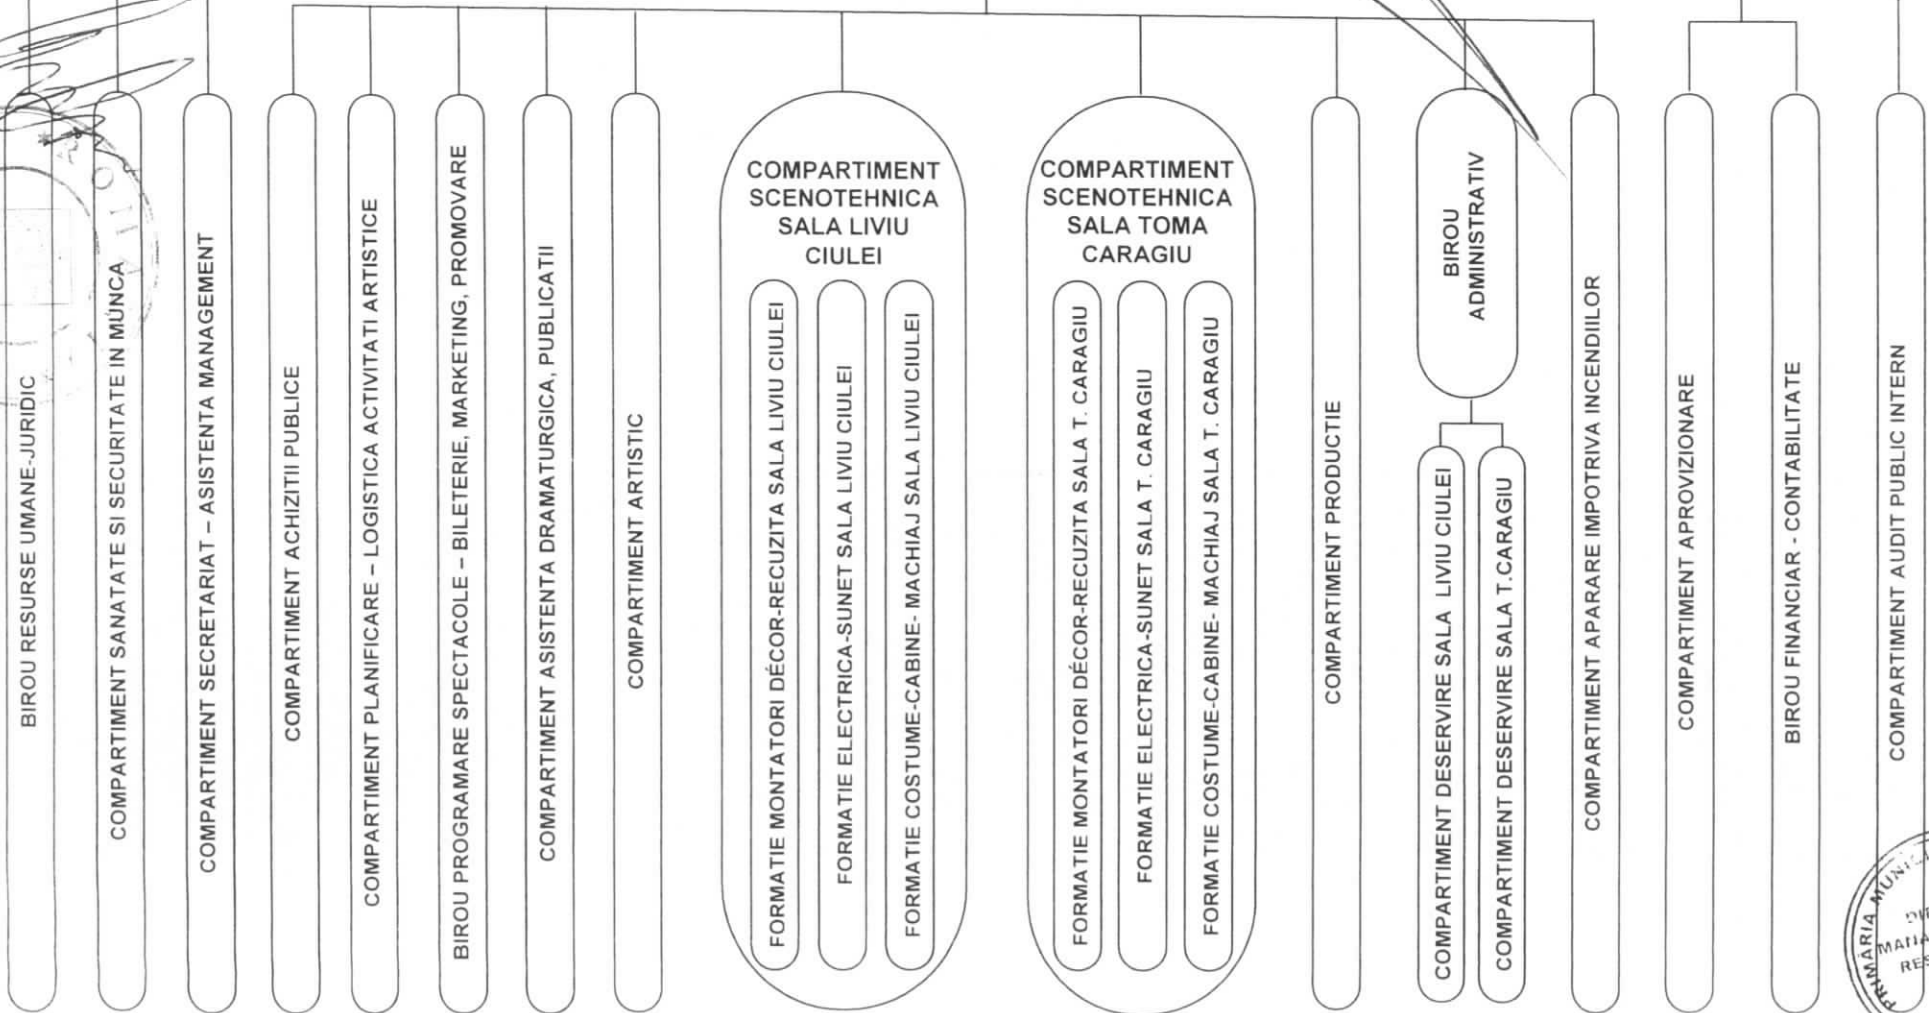 BIROU RESURSE UMANE-JURIDIC
COMPARTIMENT SANATATE SI SECURITATE IN MUNCA
COMPARTIMENT SECRETARIAT – ASISTENTA MANAGEMENT
COMPARTIMENT ACHIZITII PUBLICE
COMPARTIMENT PLANIFICARE – LOGISTICA ACTIVITATI ARTISTICE
BIROU PROGRAMARE SPECTACOLE – BILETERIE, MARKETING, PROMOVARE
COMPARTIMENT ASISTENTA DRAMATURGICA, PUBLICATII
COMPARTIMENT ARTISTIC
COMPARTIMENT
SCENOTEHNICA
SALA LIVIU
CIULEI
FORMATIE MONTATORI DÉCOR-RECUZITA SALA LIVIU CIULEI
FORMATIE ELECTRICA-SUNET SALA LIVIU CIULEI
FORMATIE COSTUME-CABINE- MACHIAJ SALA LIVIU CIULEI
COMPARTIMENT
SCENOTEHNICA
SALA TOMA
CARAGIU
FORMATIE MONTATORI DÉCOR-RECUZITA SALA T. CARAGIU
FORMATIE ELECTRICA-SUNET SALA T. CARAGIU
FORMATIE COSTUME-CABINE- MACHIAJ SALA T. CARAGIU
COMPARTIMENT PRODUCTIE
BIROU
ADMINISTRATIV
COMPARTIMENT DESERVIRE SALA LIVIU CIULEI
COMPARTIMENT DESERVIRE SALA T.CARAGIU
COMPARTIMENT APARARE IMPOTRIVA INCENDIILOR
COMPARTIMENT APROVIZIONARE
BIROU FINANCIAR - CONTABILITATE
COMPARTIMENT AUDIT PUBLIC INTERN
PRIMĂRIA